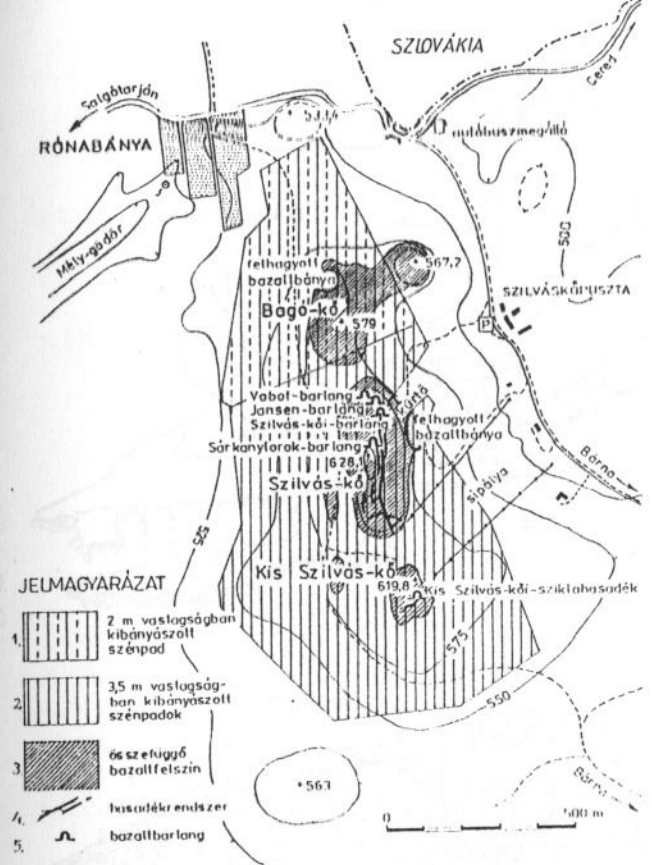 SZLOVÁKIA
Cered
Salgótarján
RÓNABÁNYA
autóbuszmegálló
Mély-gödör
500
567,7
felhagyott
bazaltbánya
Bagó-kő
579
SZILVÁSKŐPUSZTA
P
Vabot-barlang
Jansen-barlang
Szilvás-kői-barlang
Sárkánytorok-barlang
628,1
Szilvás-kő
felhagyott
bazaltbánya
sípálya
Bárna
525
Kis Szilvás-kő
619,8
Kis Szilvás-kői-sziklahasadék
575
550
JELMAGYARÁZAT
1. 2 m vastagságban
kibányászott
szénpad
2. 3,5 m vastagság-
ban kibányászott
szénpadok
3. összefüggő
bazaltfelszín
4. hasadékrendszer
5. bazaltbarlang
563
Bárna
0 500 m